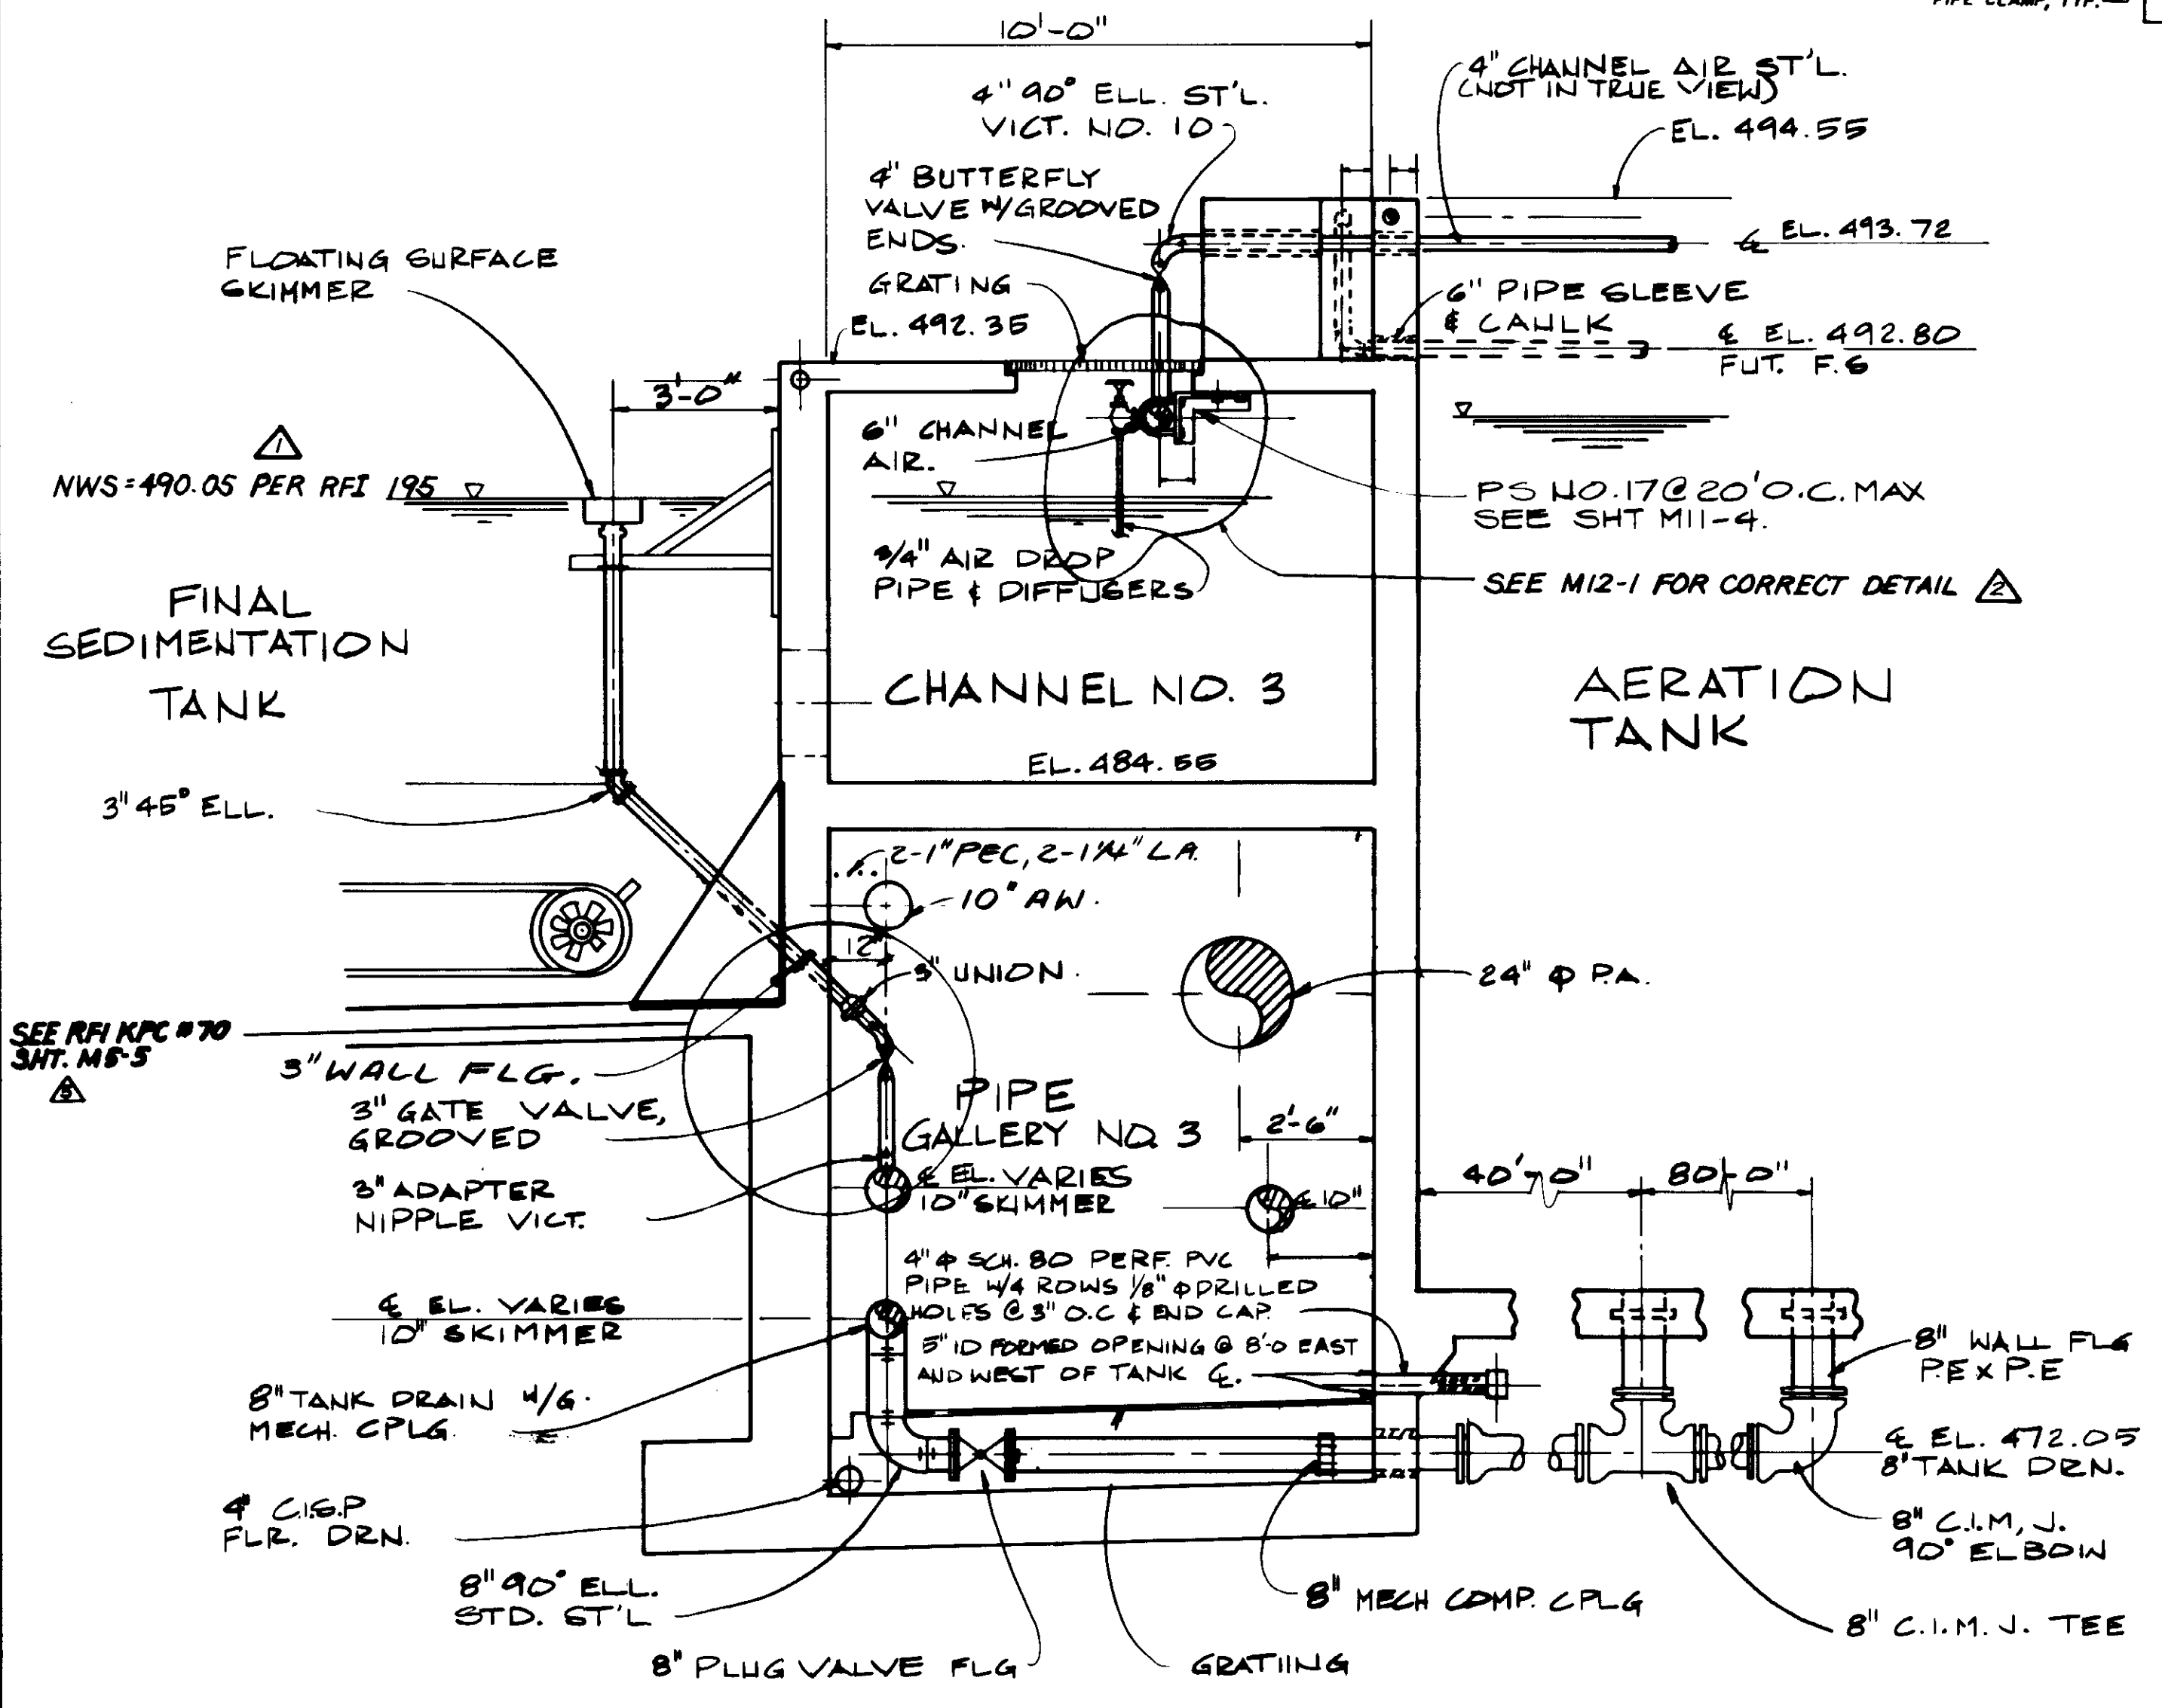 PIPE CLAMP, TYP.
10'-0"
4" CHANNEL AIR ST'L.
(NOT IN TRUE VIEW)
4" 90° ELL. ST'L.
VICT. NO. 10
EL. 494.55
4" BUTTERFLY
VALVE W/GROOVED
ENDS.
GRATING
EL. 492.35
℄ EL. 493.72
FLOATING SURFACE
SKIMMER
6" PIPE SLEEVE
& CAULK
℄ EL. 492.80
FUT. F.S
3'-0"
6" CHANNEL
AIR.
1
NWS=490.05 PER RFI 195
PS NO.17@20'O.C. MAX
SEE SHT M11-4.
3/4" AIR DROP
PIPE & DIFFUSERS
SEE M12-1 FOR CORRECT DETAIL 2
FINAL
SEDIMENTATION
TANK
CHANNEL NO. 3
AERATION
TANK
EL. 484.55
3" 45° ELL.
2-1" PEC, 2-1 1/4" L.A.
10" AW.
12"
3" UNION.
24" Φ P.A.
SEE RFI KPC #70
SHT. M5-5
3" WALL FLG.
3" GATE VALVE,
GROOVED
PIPE
GALLERY NO. 3
2'-6"
3" ADAPTER
NIPPLE VICT.
℄ EL. VARIES
10" SKIMMER
℄ 10"
40'-0"
80'-0"
4" Φ SCH. 80 PERF. PVC
PIPE W/4 ROWS 1/8" Φ DRILLED
HOLES @ 3" O.C & END CAP.
℄ EL. VARIES
10" SKIMMER
5" ID FORMED OPENING @ 8'-0 EAST
AND WEST OF TANK ℄.
8" WALL FLG
P.E x P.E
8" TANK DRAIN W/G.
MECH. CPLG.
℄ EL. 472.05
8" TANK DRN.
4" C.I.S.P
FLR. DRN.
8" C.I.M, J.
90° ELBOW
8" 90° ELL.
STD. ST'L
8" MECH COMP. CPLG
8" C.I.M. J. TEE
8" PLUG VALVE FLG
GRATIING